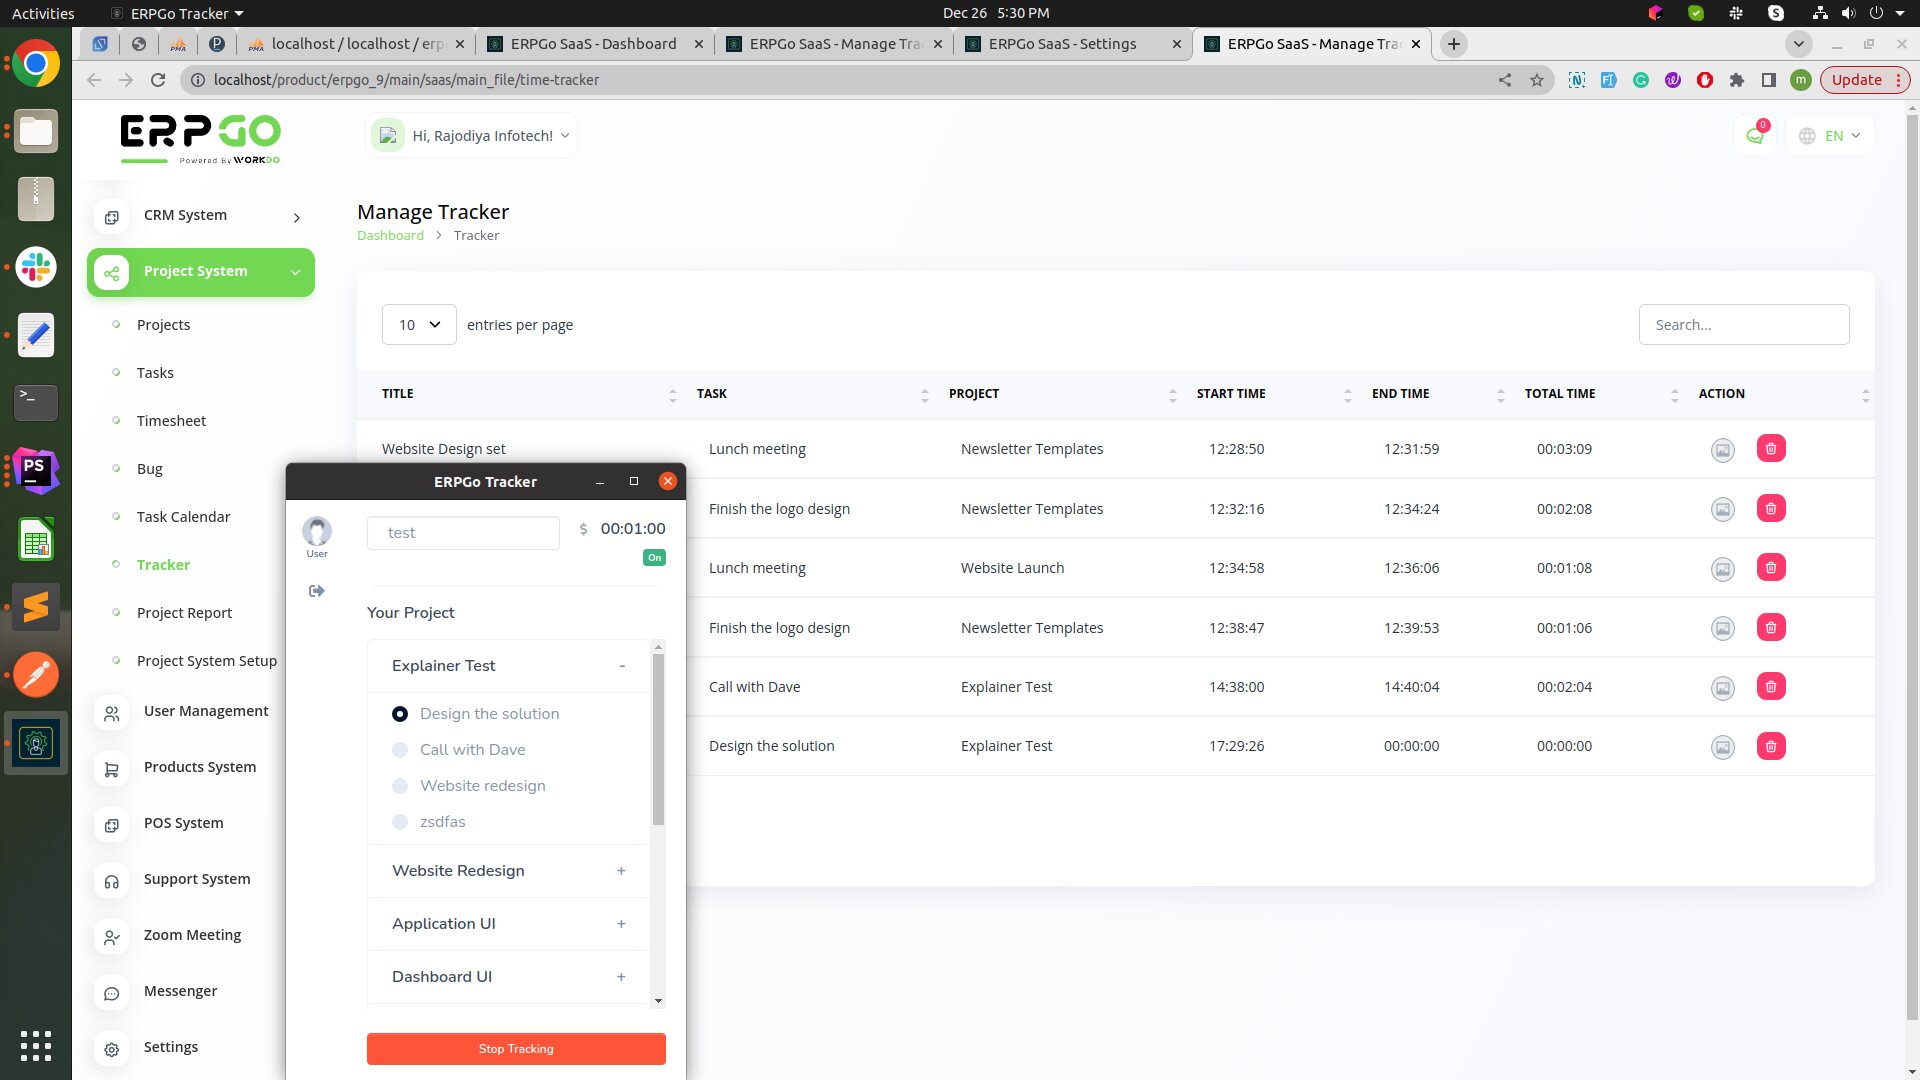 Activities
ERPGo Tracker
Dec 26 5:30 PM
localhost / localhost / erp
ERPGo SaaS - Dashboard
ERPGo SaaS - Manage Tra
ERPGo SaaS - Settings
ERPGo SaaS - Manage Tra
localhost/product/erpgo_9/main/saas/main_file/time-tracker
m
Update
ERPGO
Powered By WORKDO
Hi, Rajodiya Infotech!
0
EN
CRM System
Project System
Projects
Tasks
Timesheet
Bug
Task Calendar
Tracker
Project Report
Project System Setup
User Management
Products System
POS System
Support System
Zoom Meeting
Messenger
Settings
Manage Tracker
Dashboard > Tracker
10 entries per page
Search...
TITLE TASK PROJECT START TIME END TIME TOTAL TIME ACTION
Website Design set Lunch meeting Newsletter Templates 12:28:50 12:31:59 00:03:09
Finish the logo design Newsletter Templates 12:32:16 12:34:24 00:02:08
Lunch meeting Website Launch 12:34:58 12:36:06 00:01:08
Finish the logo design Newsletter Templates 12:38:47 12:39:53 00:01:06
Call with Dave Explainer Test 14:38:00 14:40:04 00:02:04
Design the solution Explainer Test 17:29:26 00:00:00 00:00:00
ERPGo Tracker
User
test
$ 00:01:00
On
Your Project
Explainer Test -
Design the solution
Call with Dave
Website redesign
zsdfas
Website Redesign +
Application UI +
Dashboard UI +
Stop Tracking
PS